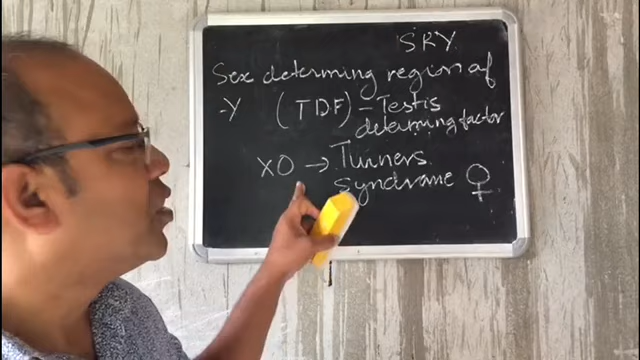 SRY
Sex determing region of
-Y (TDF) - Testis
determing factor
XO → Turners
Syndrome ♀